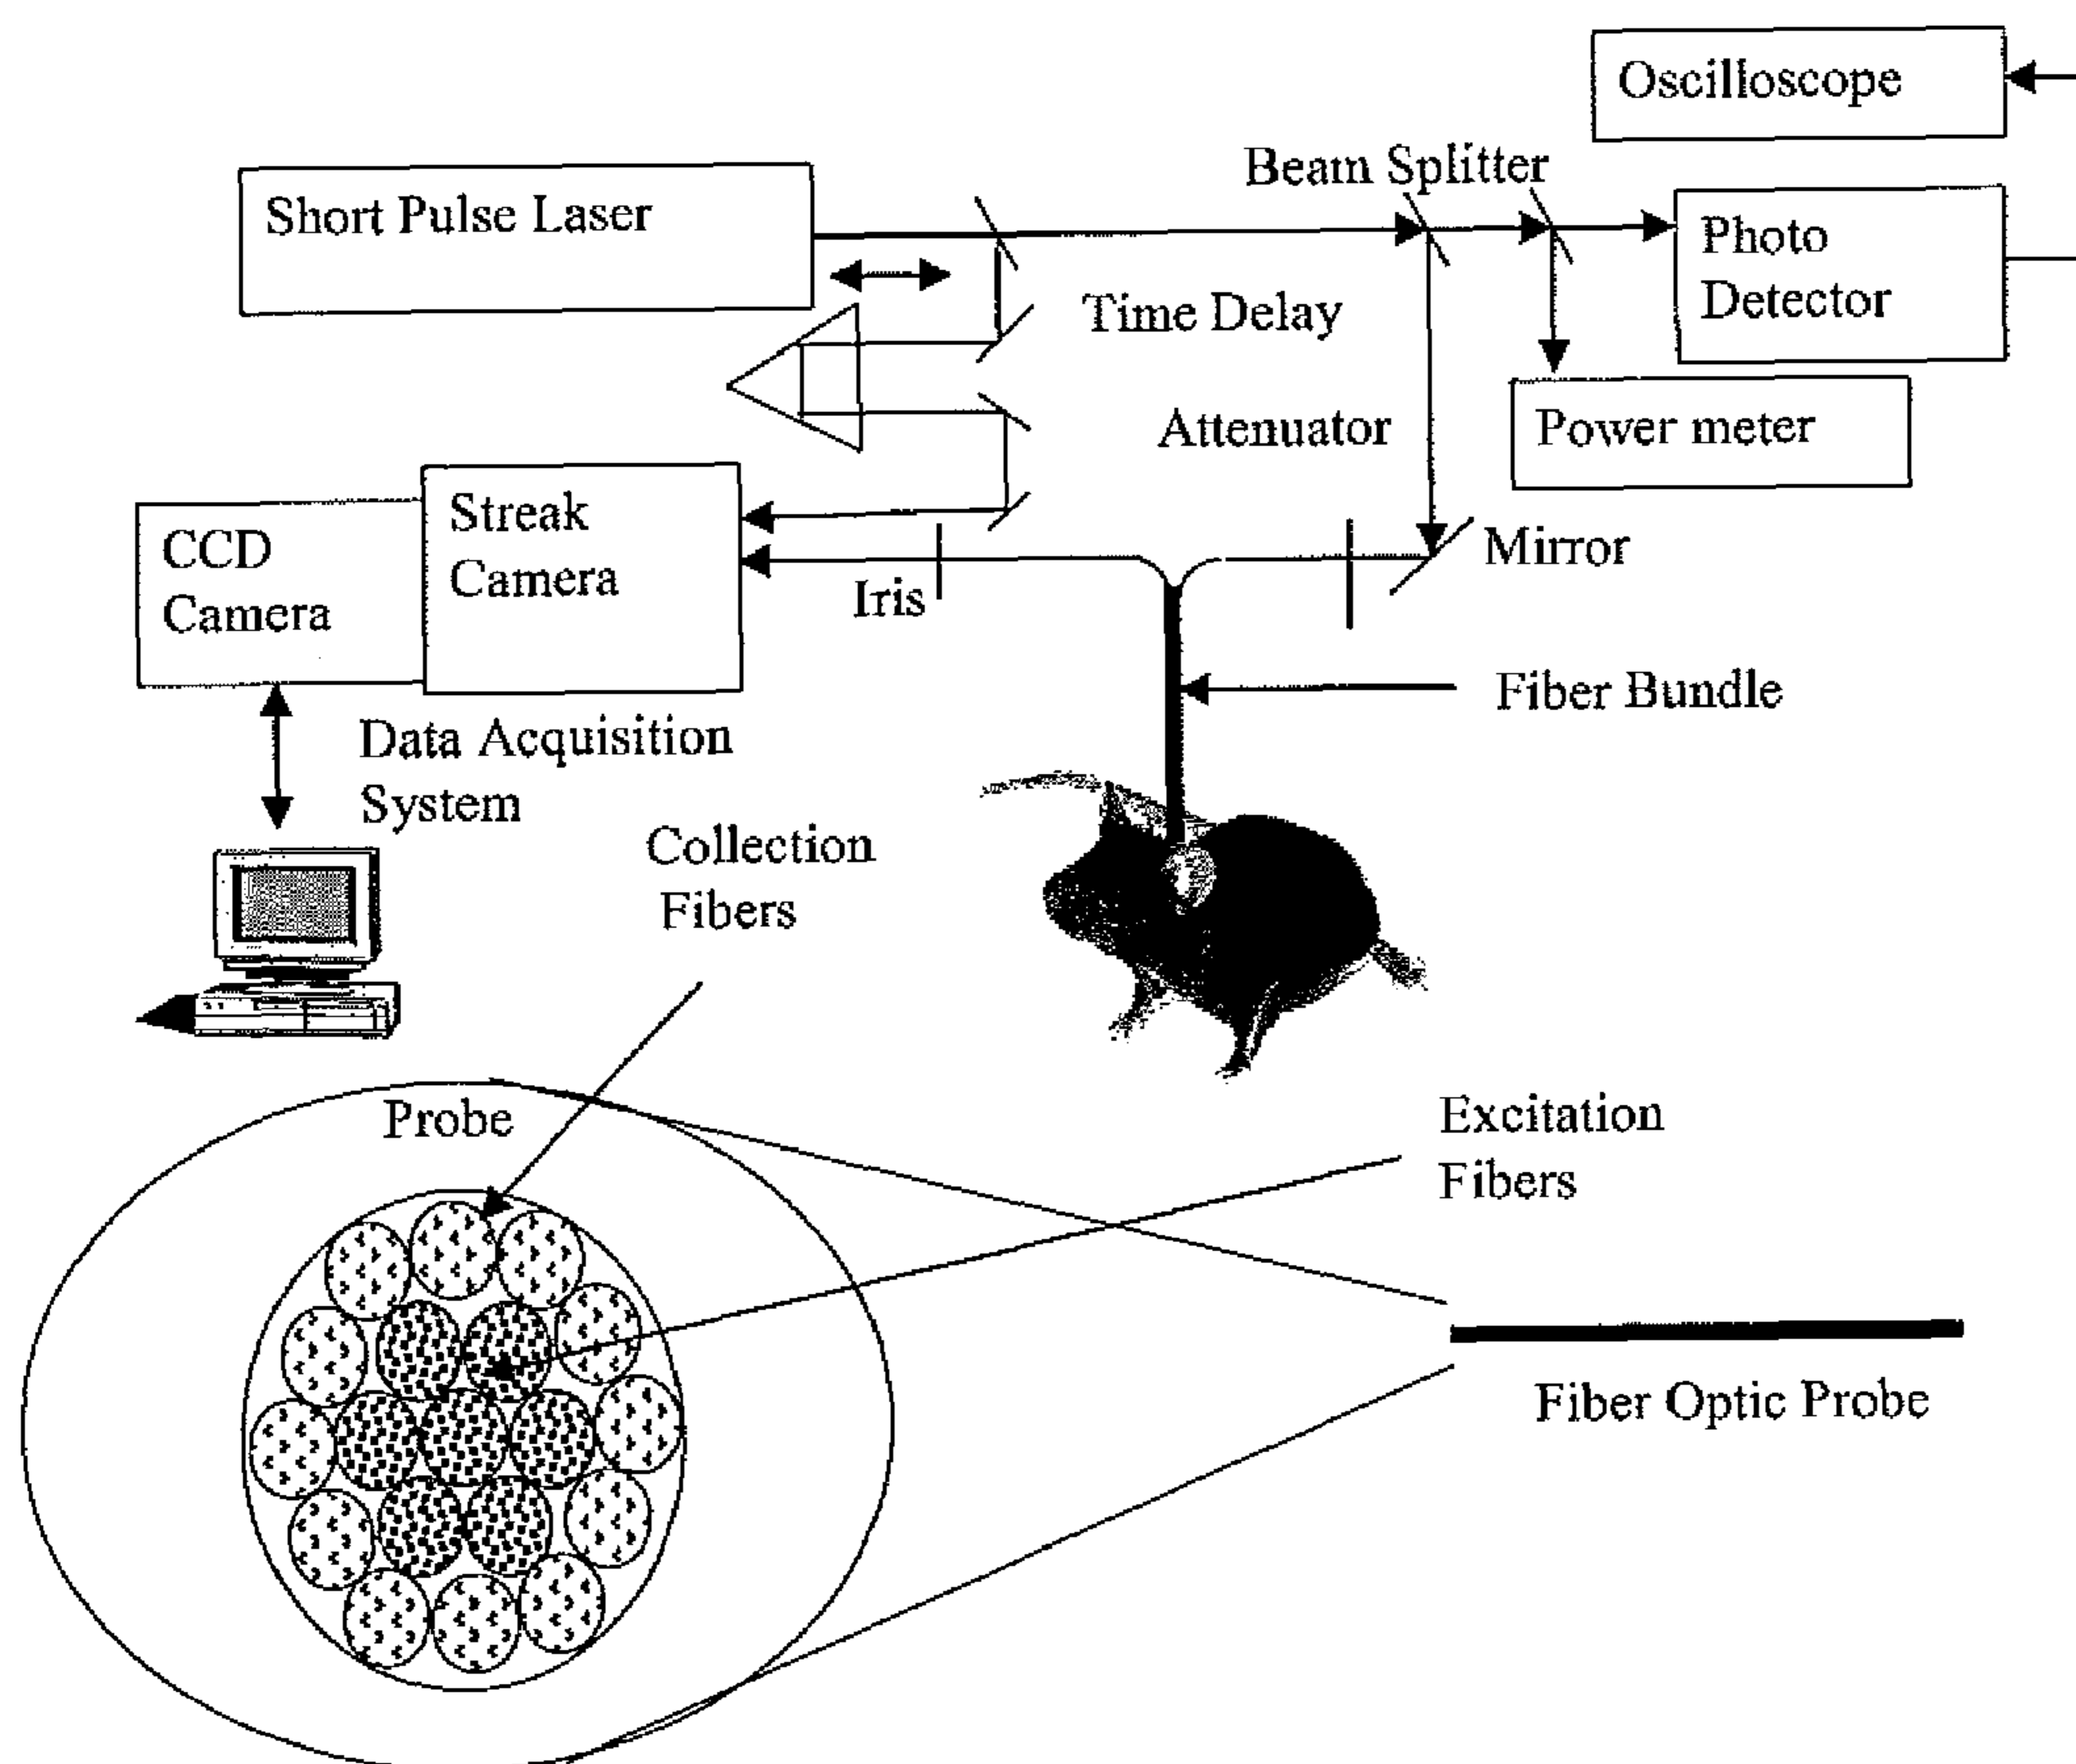 Oscilloscope
Beam Splitter
Short Pulse Laser
Photo
Detector
Time Delay
Attenuator
Power meter
Streak
Camera
CCD
Camera
Iris
Mirror
Fiber Bundle
Data Acquisition
System
Collection
Fibers
Probe
Excitation
Fibers
Fiber Optic Probe